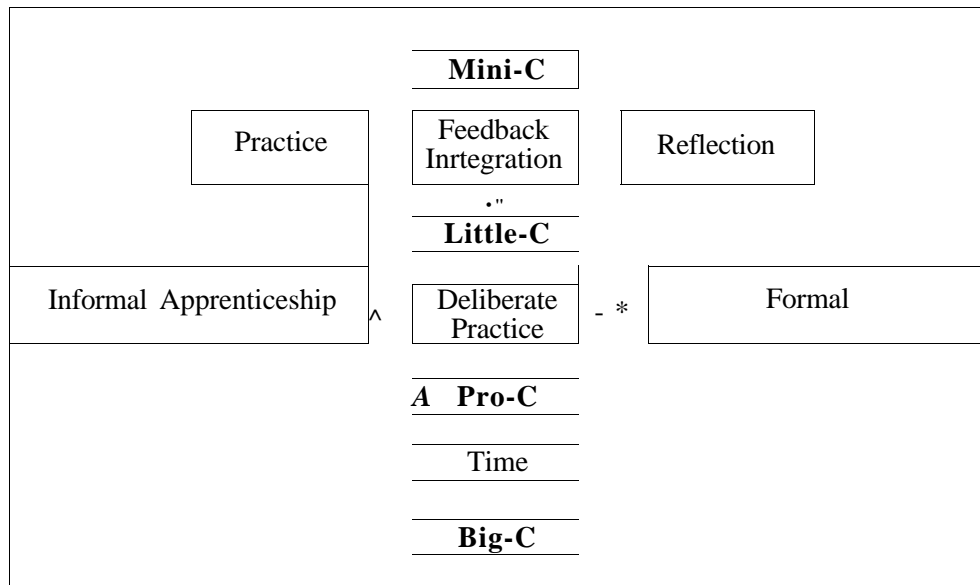 Mini-C
Practice
Feedback
Inrtegration
Reflection
."
Little-C
Informal Apprenticeship
^
Deliberate
Practice
- *
Formal
A Pro-C
Time
Big-C